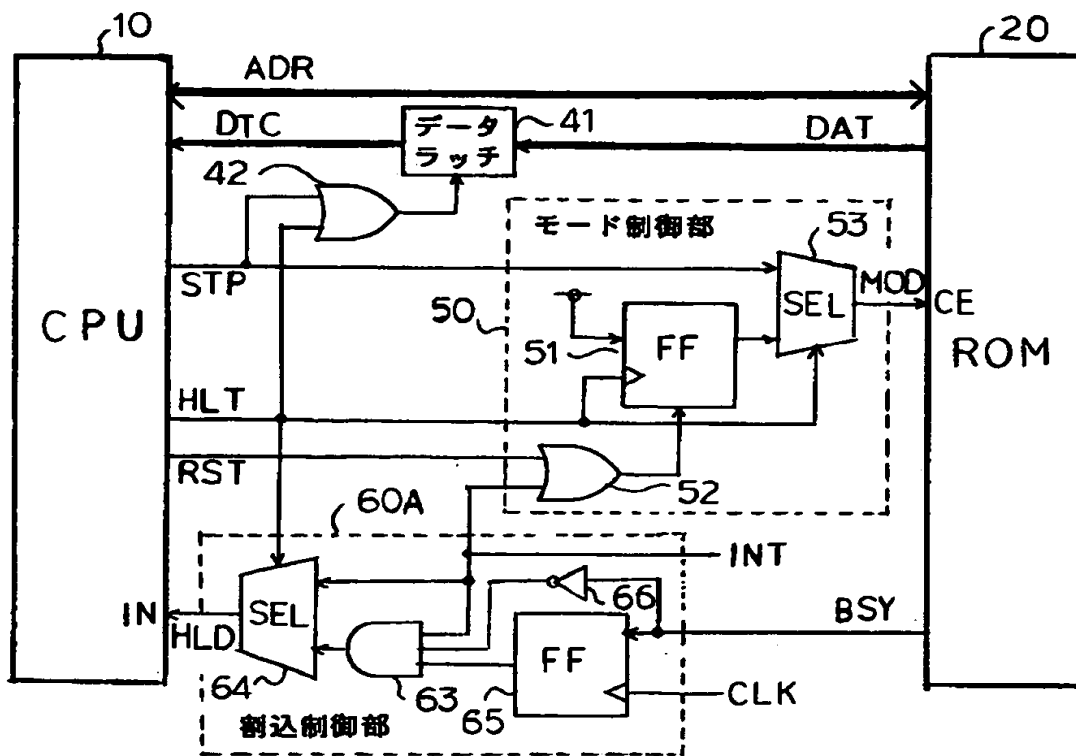 10
20
ADR
DTC
データ
ラッチ
41
DAT
42
モード制御部
53
STP
SEL
MOD
CE
CPU
50
51
FF
ROM
HLT
RST
52
60A
INT
IN
HLD
SEL
66
BSY
64
63
65
FF
CLK
割込制御部